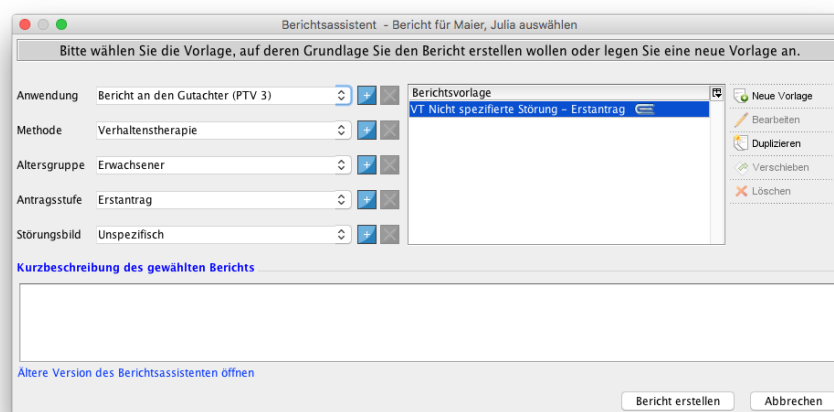 Berichtsassistent - Bericht für Maier, Julia auswählen
Bitte wählen Sie die Vorlage, auf deren Grundlage Sie den Bericht erstellen wollen oder legen Sie eine neue Vorlage an.
Anwendung Bericht an den Gutachter (PTV 3)
Methode Verhaltenstherapie
Altersgruppe Erwachsener
Antragsstufe Erstantrag
Störungsbild Unspezifisch
Berichtsvorlage
VT Nicht spezifizierte Störung – Erstantrag
Neue Vorlage
Bearbeiten
Duplizieren
Verschieben
Löschen
Kurzbeschreibung des gewählten Berichts
Ältere Version des Berichtsassistenten öffnen
Bericht erstellen Abbrechen